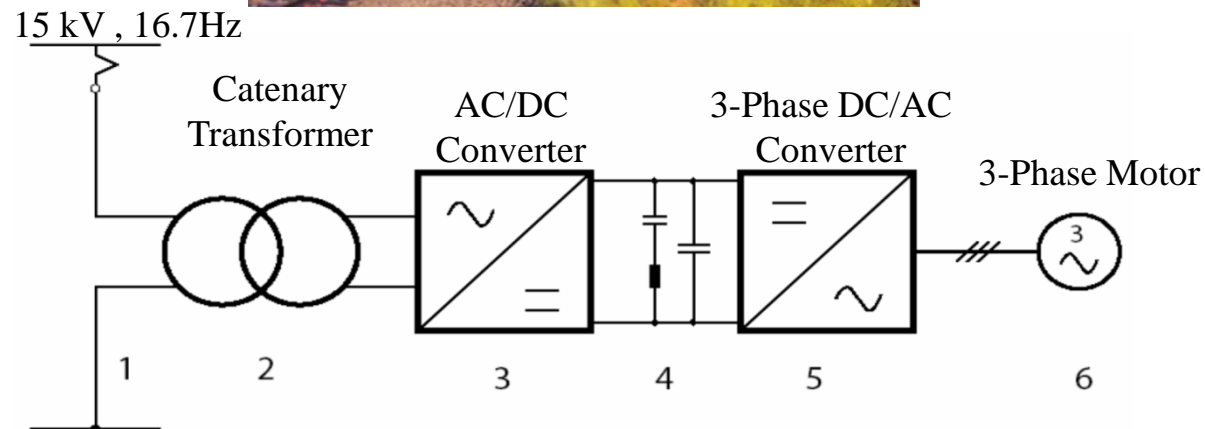 15 kV , 16.7Hz
Catenary
Transformer
AC/DC
Converter
3-Phase DC/AC
Converter
3-Phase Motor
3
1
2
3
4
5
6